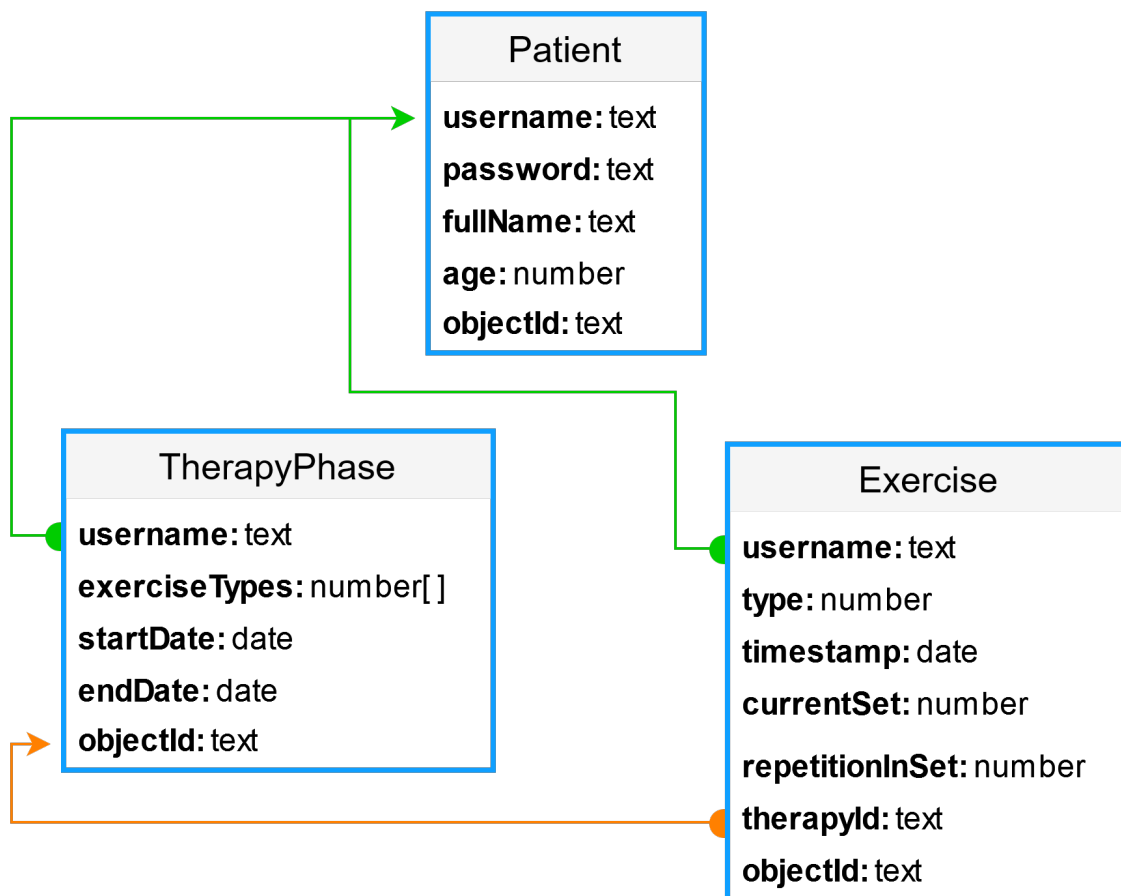 Patient
username: text
password: text
fullName: text
age: number
objectId: text
TherapyPhase
username: text
exerciseTypes: number[ ]
startDate: date
endDate: date
objectId: text
Exercise
username: text
type: number
timestamp: date
currentSet: number
repetitionInSet: number
therapyId: text
objectId: text